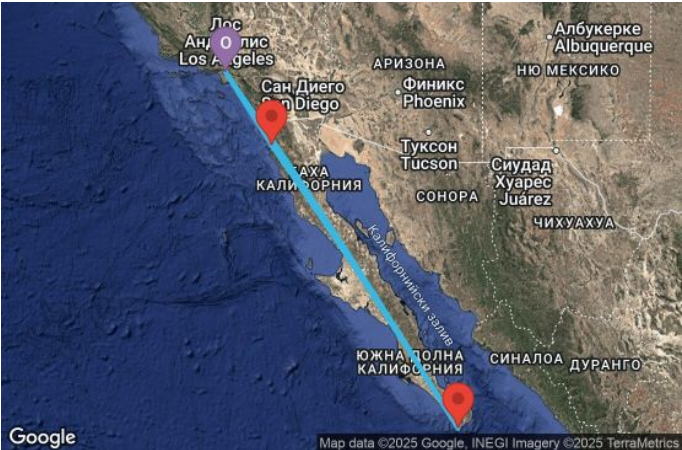 Лос
Анджелис
Los Angeles
O
Сан Диего
San Diego
АРИЗОНА
Финикс
Phoenix
Албукерке
Albuquerque
НЮ МЕКСИКО
Туксон
Tucson
Сиудад
Хуарес
Juárez
БАХА
КАЛИФОРНИЯ
СОНОРА
ЧИХУАХУА
Калифорнийски залив
ЮЖНА ДОЛНА
КАЛИФОРНИЯ
СИНАЛОА
ДУРАНГО
Google
Map data ©2025 Google, INEGI Imagery ©2025 TerraMetrics